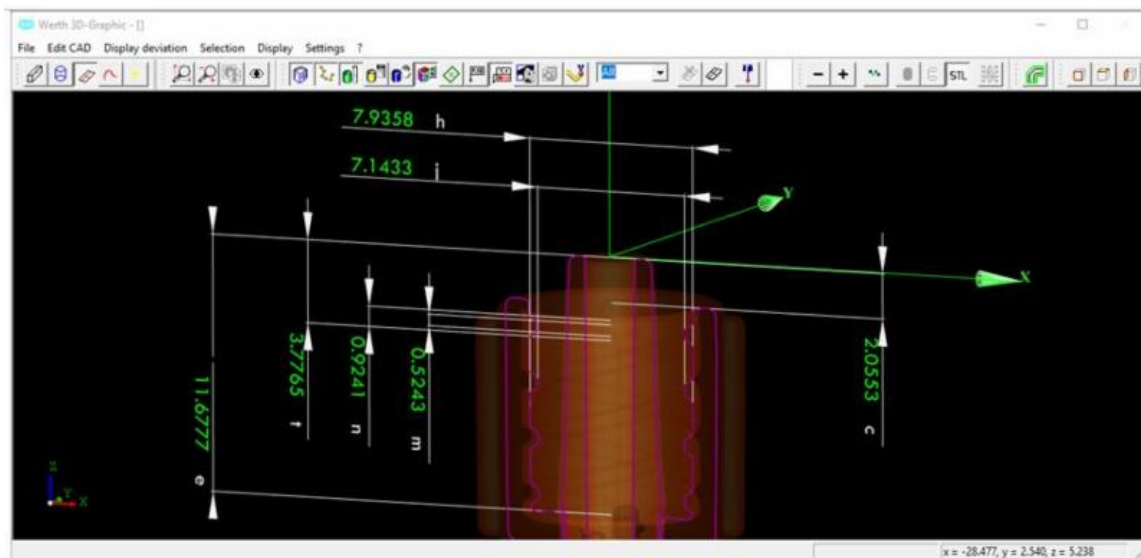 Werth 3D-Graphic - []
File Edit CAD Display deviation Selection Display Settings ?
STL
7.9358 h
7.1433 j
Y
X
11.6777 e
3.7765 f
0.9241 n
0.5243 m
2.0553 c
Y
X
x = -28.477, y = 2.540, z = 5.238